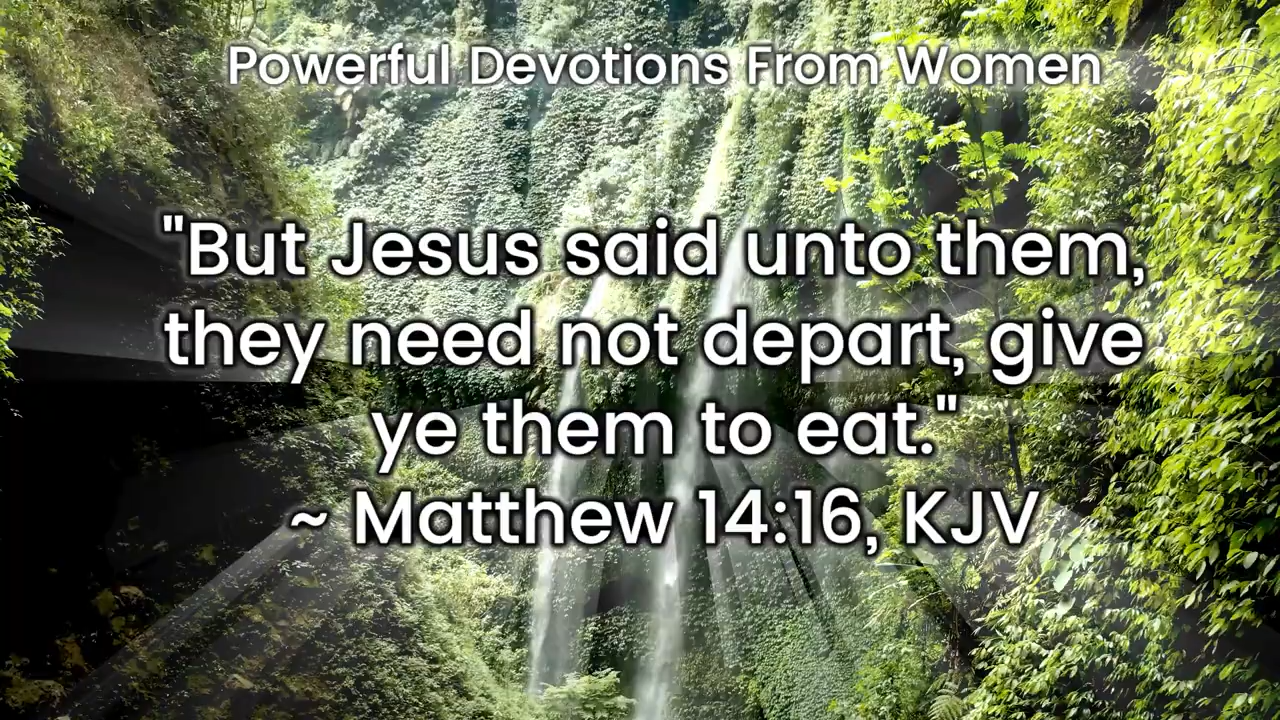 Powerful Devotions From Women
"But Jesus said unto them,
they need not depart, give
ye them to eat."
~ Matthew 14:16, KJV